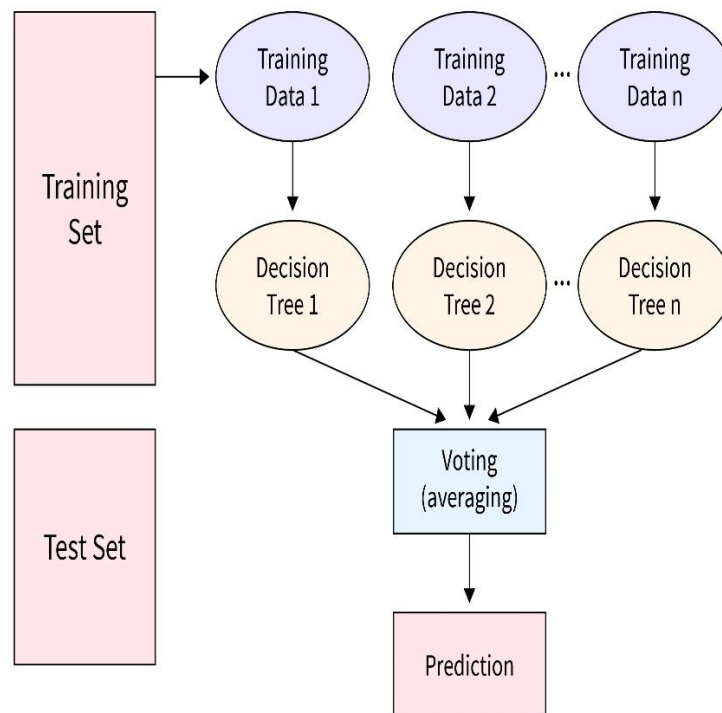 Training
Set
Training
Data 1
Training
Data 2
...
Training
Data n
Decision
Tree 1
Decision
Tree 2
...
Decision
Tree n
Voting
(averaging)
Test Set
Prediction